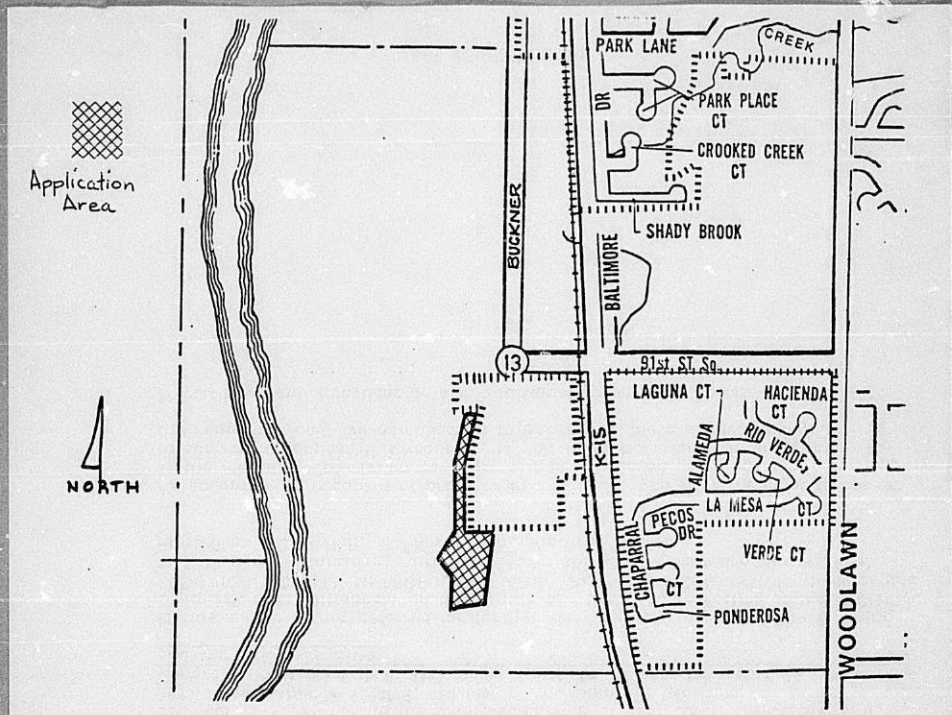 CREEK
PARK LANE
DR
PARK PLACE
CT
CROOKED CREEK
CT
Application
Area
BUCKNER
SHADY BROOK
BALTIMORE
13
91st. ST. So.
LAGUNA CT
HACIENDA
CT
K-15
ALAMEDA
RIO VERDE
NORTH
LA MESA
CT
PECOS
DR
CHAPARRAL
VERDE CT
CT
PONDEROSA
WOODLAWN